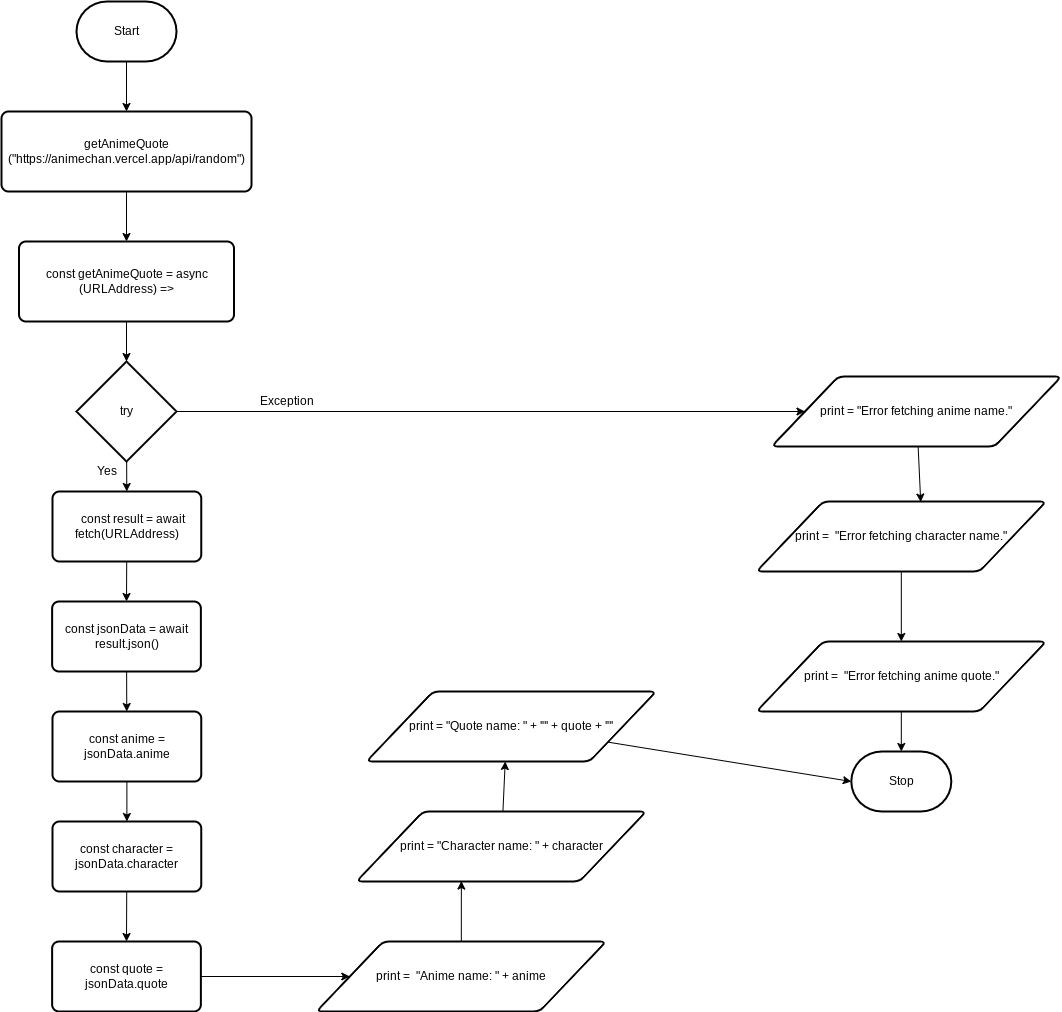 Start
getAnimeQuote
("https://animechan.vercel.app/api/random")
const getAnimeQuote = async
(URLAddress) =>
try
Exception
Yes
const result = await
fetch(URLAddress)
const jsonData = await
result.json()
const anime =
jsonData.anime
const character =
jsonData.character
const quote =
jsonData.quote
print =  "Anime name: " + anime
print = "Character name: " + character
print = "Quote name: " + "" + quote + ""
print = "Error fetching anime name."
print =  "Error fetching character name."
print =  "Error fetching anime quote."
Stop